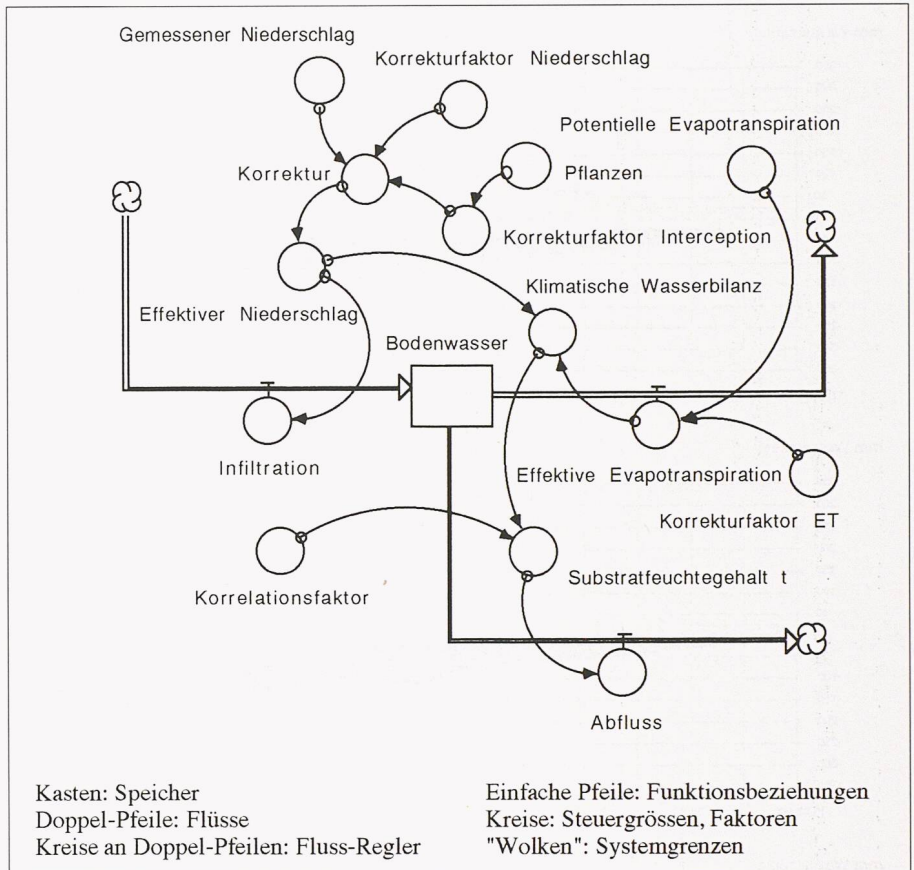 Gemessener Niederschlag
Korrekturfaktor Niederschlag
Potentielle Evapotranspiration
Korrektur
Pflanzen
Korrekturfaktor Interception
Klimatische Wasserbilanz
Effektiver Niederschlag
Bodenwasser
Infiltration
Effektive Evapotranspiration
Korrekturfaktor ET
Substratfeuchtegehalt t
Korrelationsfaktor
Abfluss
Kasten: Speicher
Doppel-Pfeile: Flüsse
Kreise an Doppel-Pfeilen: Fluss-Regler
Einfache Pfeile: Funktionsbeziehungen
Kreise: Steuergrössen, Faktoren
"Wolken": Systemgrenzen